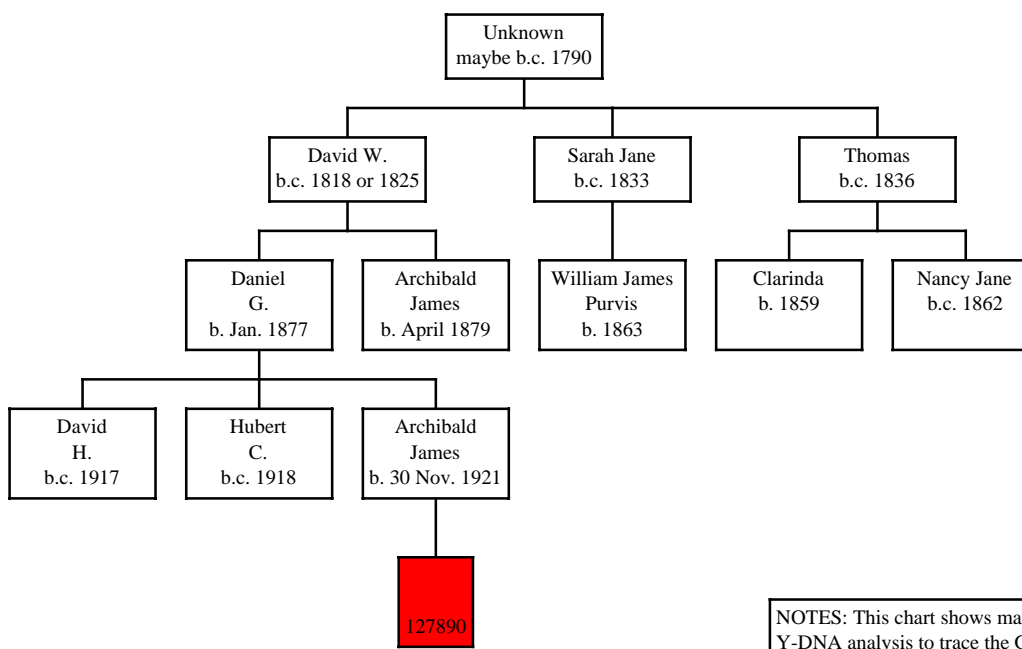 Unknown
maybe b.c. 1790
David W.
b.c. 1818 or 1825
Sarah Jane
b.c. 1833
Thomas
b.c. 1836
Daniel
G.
b. Jan. 1877
Archibald
James
b. April 1879
William James
Purvis
b. 1863
Clarinda
b. 1859
Nancy Jane
b.c. 1862
David
H.
b.c. 1917
Hubert
C.
b.c. 1918
Archibald
James
b. 30 Nov. 1921
127890
NOTES: This chart shows ma
Y-DNA analysis to trace the